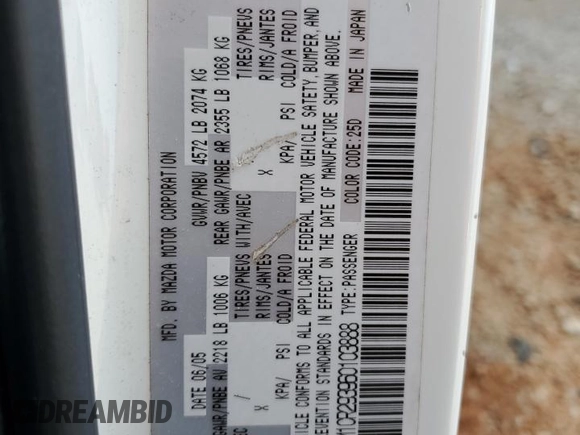 MFD. BY MAZDA MOTOR CORPORATION
DATE 06/05 GVWR/PNBV 4572 LB 2074 KG
GAWR/PNBE AV 2218 LB 1006 KG REAR GAWR/PNBE AR 2355 LB 1068 KG
TIRES/PNEUS WITH/AVEC TIRES/PNEUS
RIMS/JANTES X RIMS/JANTES
KPA/ PSI COLD/A FROID X KPA/ PSI COLD/A FROID
CONFORMS TO ALL APPLICABLE FEDERAL MOTOR VEHICLE SAFETY, BUMPER, AND
STANDARDS IN EFFECT ON THE DATE OF MANUFACTURE SHOWN ABOVE.
TYPE:PASSENGER COLOR CODE:25D MADE IN JAPAN
DREAMBID